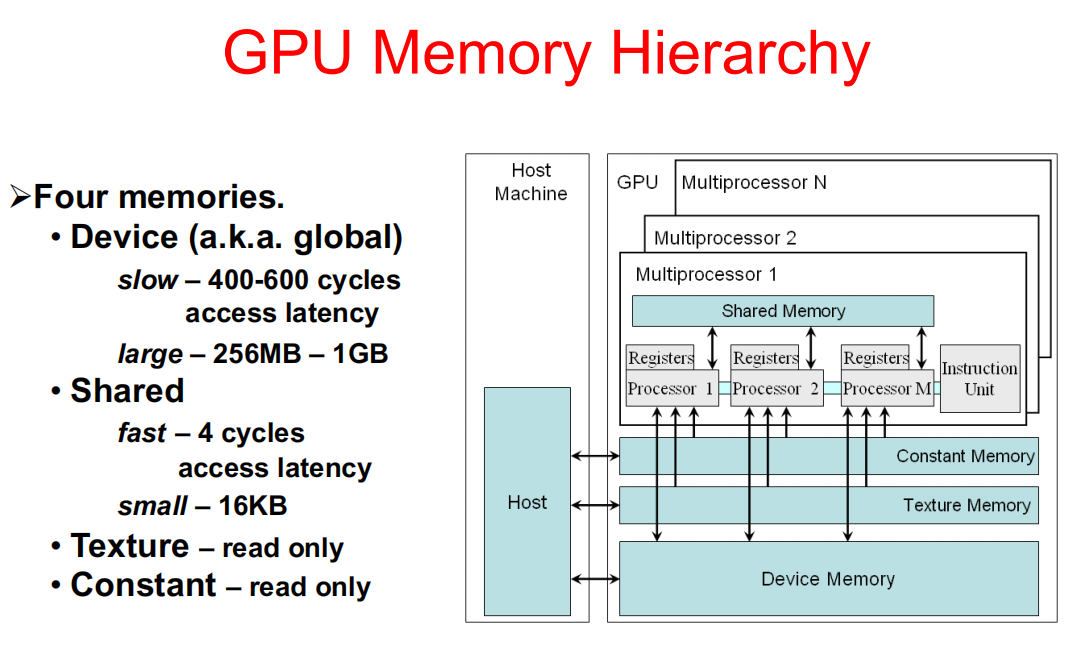 GPU Memory Hierarchy
➢Four memories.
• Device (a.k.a. global)
slow – 400-600 cycles
access latency
large – 256MB – 1GB
• Shared
fast – 4 cycles
access latency
small – 16KB
• Texture – read only
• Constant – read only
Host
Machine
Host
GPU
Multiprocessor N
Multiprocessor 2
Multiprocessor 1
Shared Memory
Registers
Processor 1
Registers
Processor 2
Registers
Processor M
Instruction
Unit
Constant Memory
Texture Memory
Device Memory